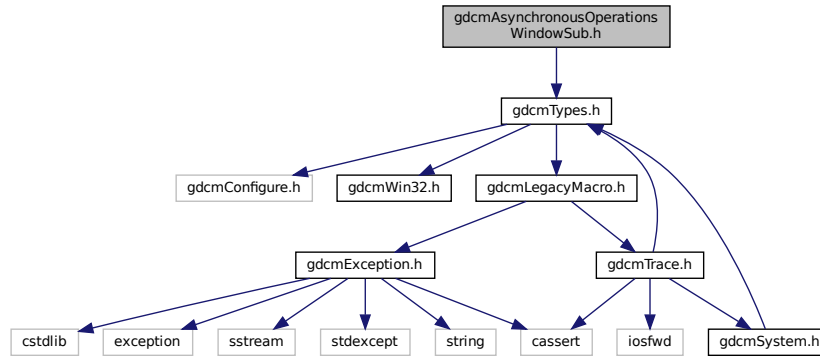 gdcmAsynchronousOperations
WindowSub.h
gdcmTypes.h
gdcmConfigure.h
gdcmWin32.h
gdcmLegacyMacro.h
gdcmException.h
gdcmTrace.h
cstdlib
exception
sstream
stdexcept
string
cassert
iosfwd
gdcmSystem.h